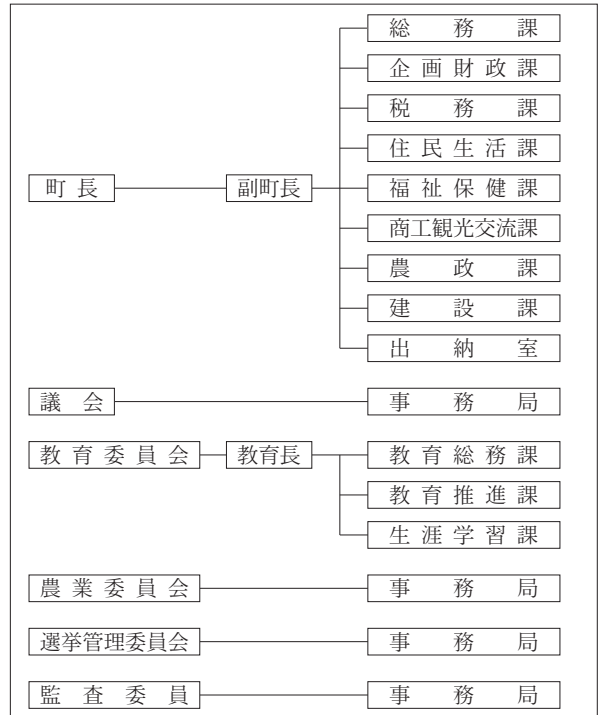 総務課
企画財政課
税務課
住民生活課
町長 副町長 福祉保健課
商工観光交流課
農政課
建設課
出納室
議会 事務局
教育委員会 教育長 教育総務課
教育推進課
生涯学習課
農業委員会 事務局
選挙管理委員会 事務局
監査委員 事務局